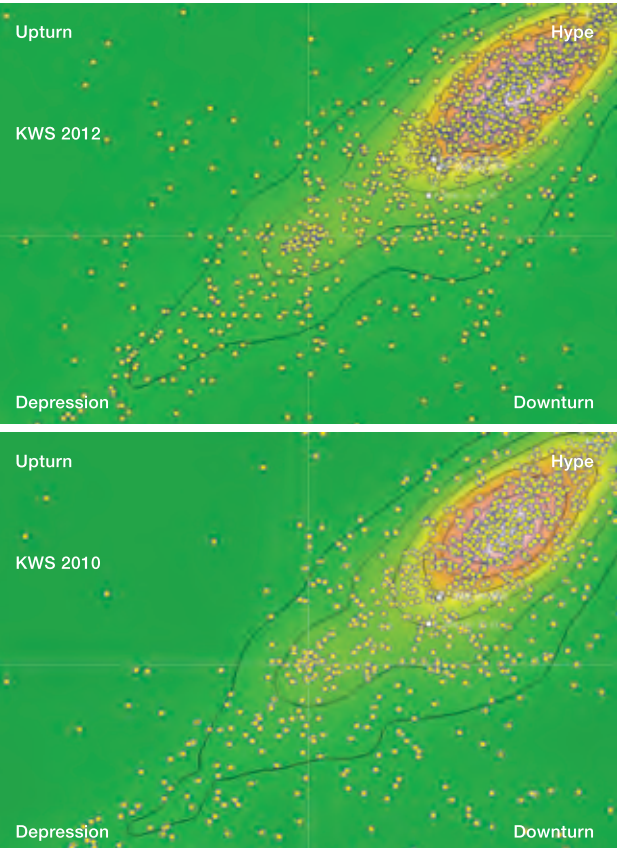 Upturn
Hype
KWS 2012
Depression
Downturn
Upturn
Hype
KWS 2010
Depression
Downturn